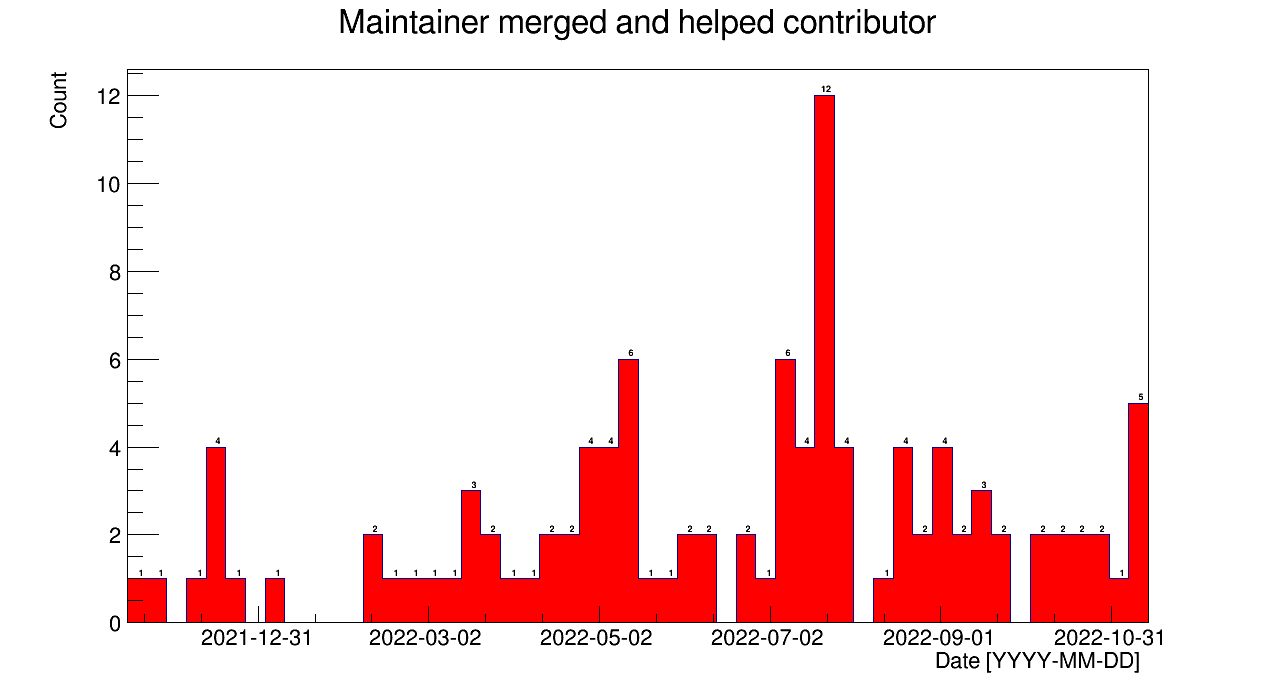 Maintainer merged and helped contributor
Count
12
10
8
6
4
2
0
1 1 1 4 1 1 2 1 1 1 1 3 2 1 1 2 2 4 4 6 1 1 2 2 2 1 6 4 12 4 1 4 2 4 2 3 2 2 2 2 2 1 5
2021-12-31 2022-03-02 2022-05-02 2022-07-02 2022-09-01 2022-10-31
Date [YYYY-MM-DD]